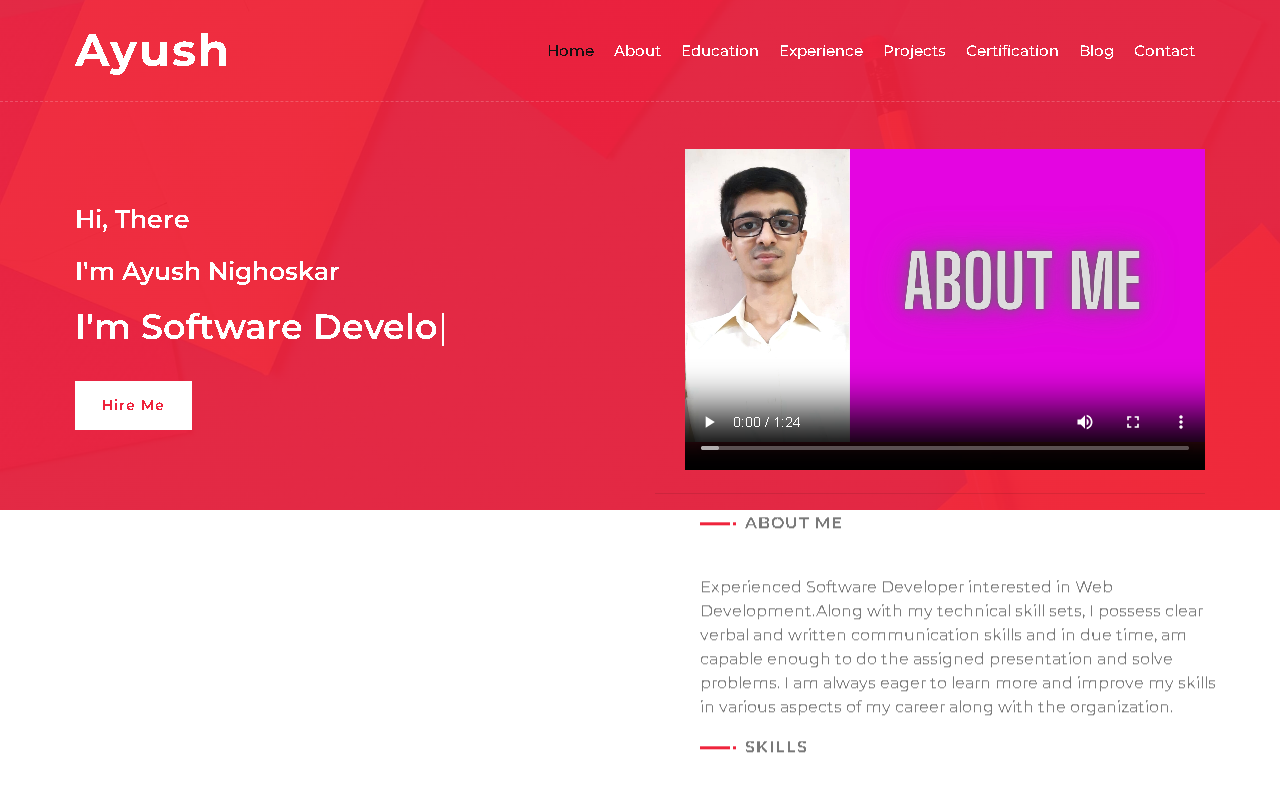 Ayush
Home About Education Experience Projects Certification Blog Contact
Hi, There
I'm Ayush Nighoskar
I'm Software Develo|
Hire Me
ABOUT ME
0:00 / 1:24
ABOUT ME
Experienced Software Developer interested in Web
Development.Along with my technical skill sets, I possess clear
verbal and written communication skills and in due time, am
capable enough to do the assigned presentation and solve
problems. I am always eager to learn more and improve my skills
in various aspects of my career along with the organization.
SKILLS